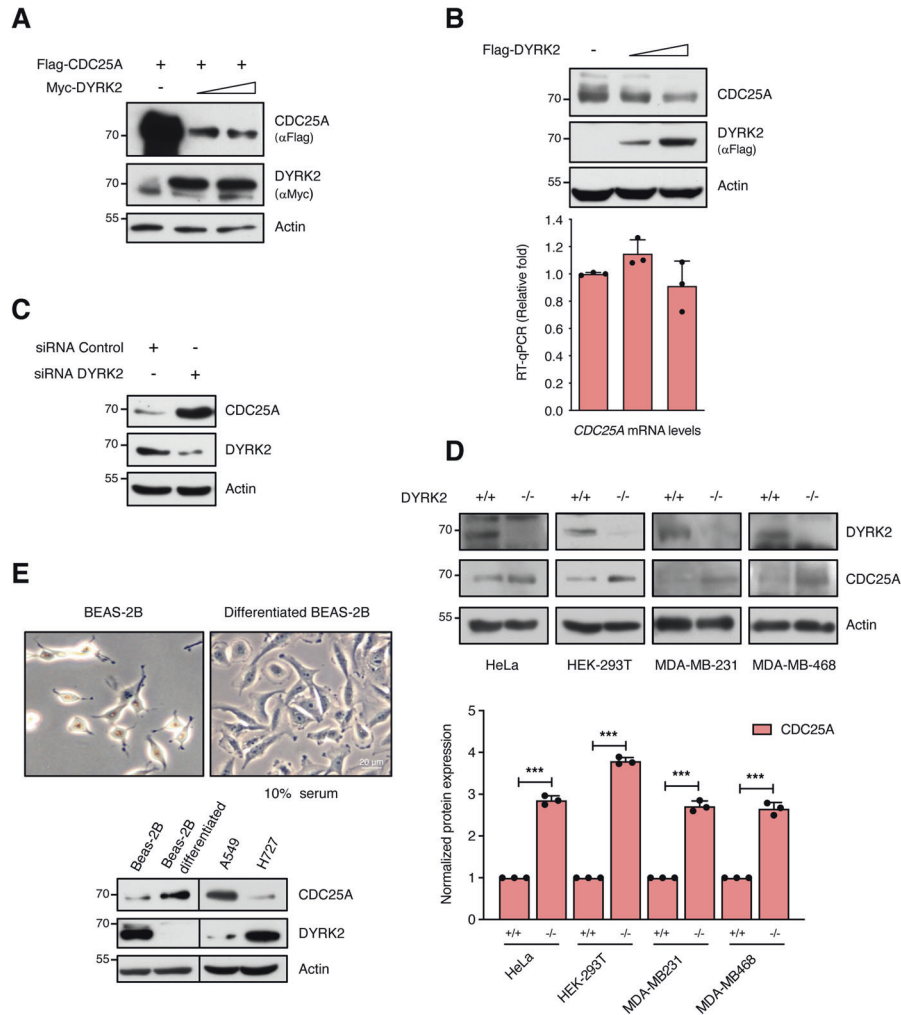 A
Flag-CDC25A + + +
Myc-DYRK2 -
70
CDC25A
(αFlag)
70
DYRK2
(αMyc)
55
Actin
B
Flag-DYRK2 -
70
CDC25A
70
DYRK2
(αFlag)
55
Actin
RT-qPCR (Relative fold)
1.4
1.2
1.0
0.8
0.6
0.4
0.2
0.0
CDC25A mRNA levels
C
siRNA Control + -
siRNA DYRK2 - +
70
CDC25A
70
DYRK2
55
Actin
D
DYRK2 +/+ -/- +/+ -/- +/+ -/- +/+ -/-
70
DYRK2
70
CDC25A
55
Actin
HeLa HEK-293T MDA-MB-231 MDA-MB-468
Normalized protein expression
5
4
3
2
1
0
CDC25A
*** *** *** ***
+/+ -/- +/+ -/- +/+ -/- +/+ -/-
HeLa
HEK-293T
MDA-MB231
MDA-MB468
E
BEAS-2B Differentiated BEAS-2B
20 µm
10% serum
Beas-2B
Beas-2B
differentiated
A549
H727
70
CDC25A
70
DYRK2
55
Actin